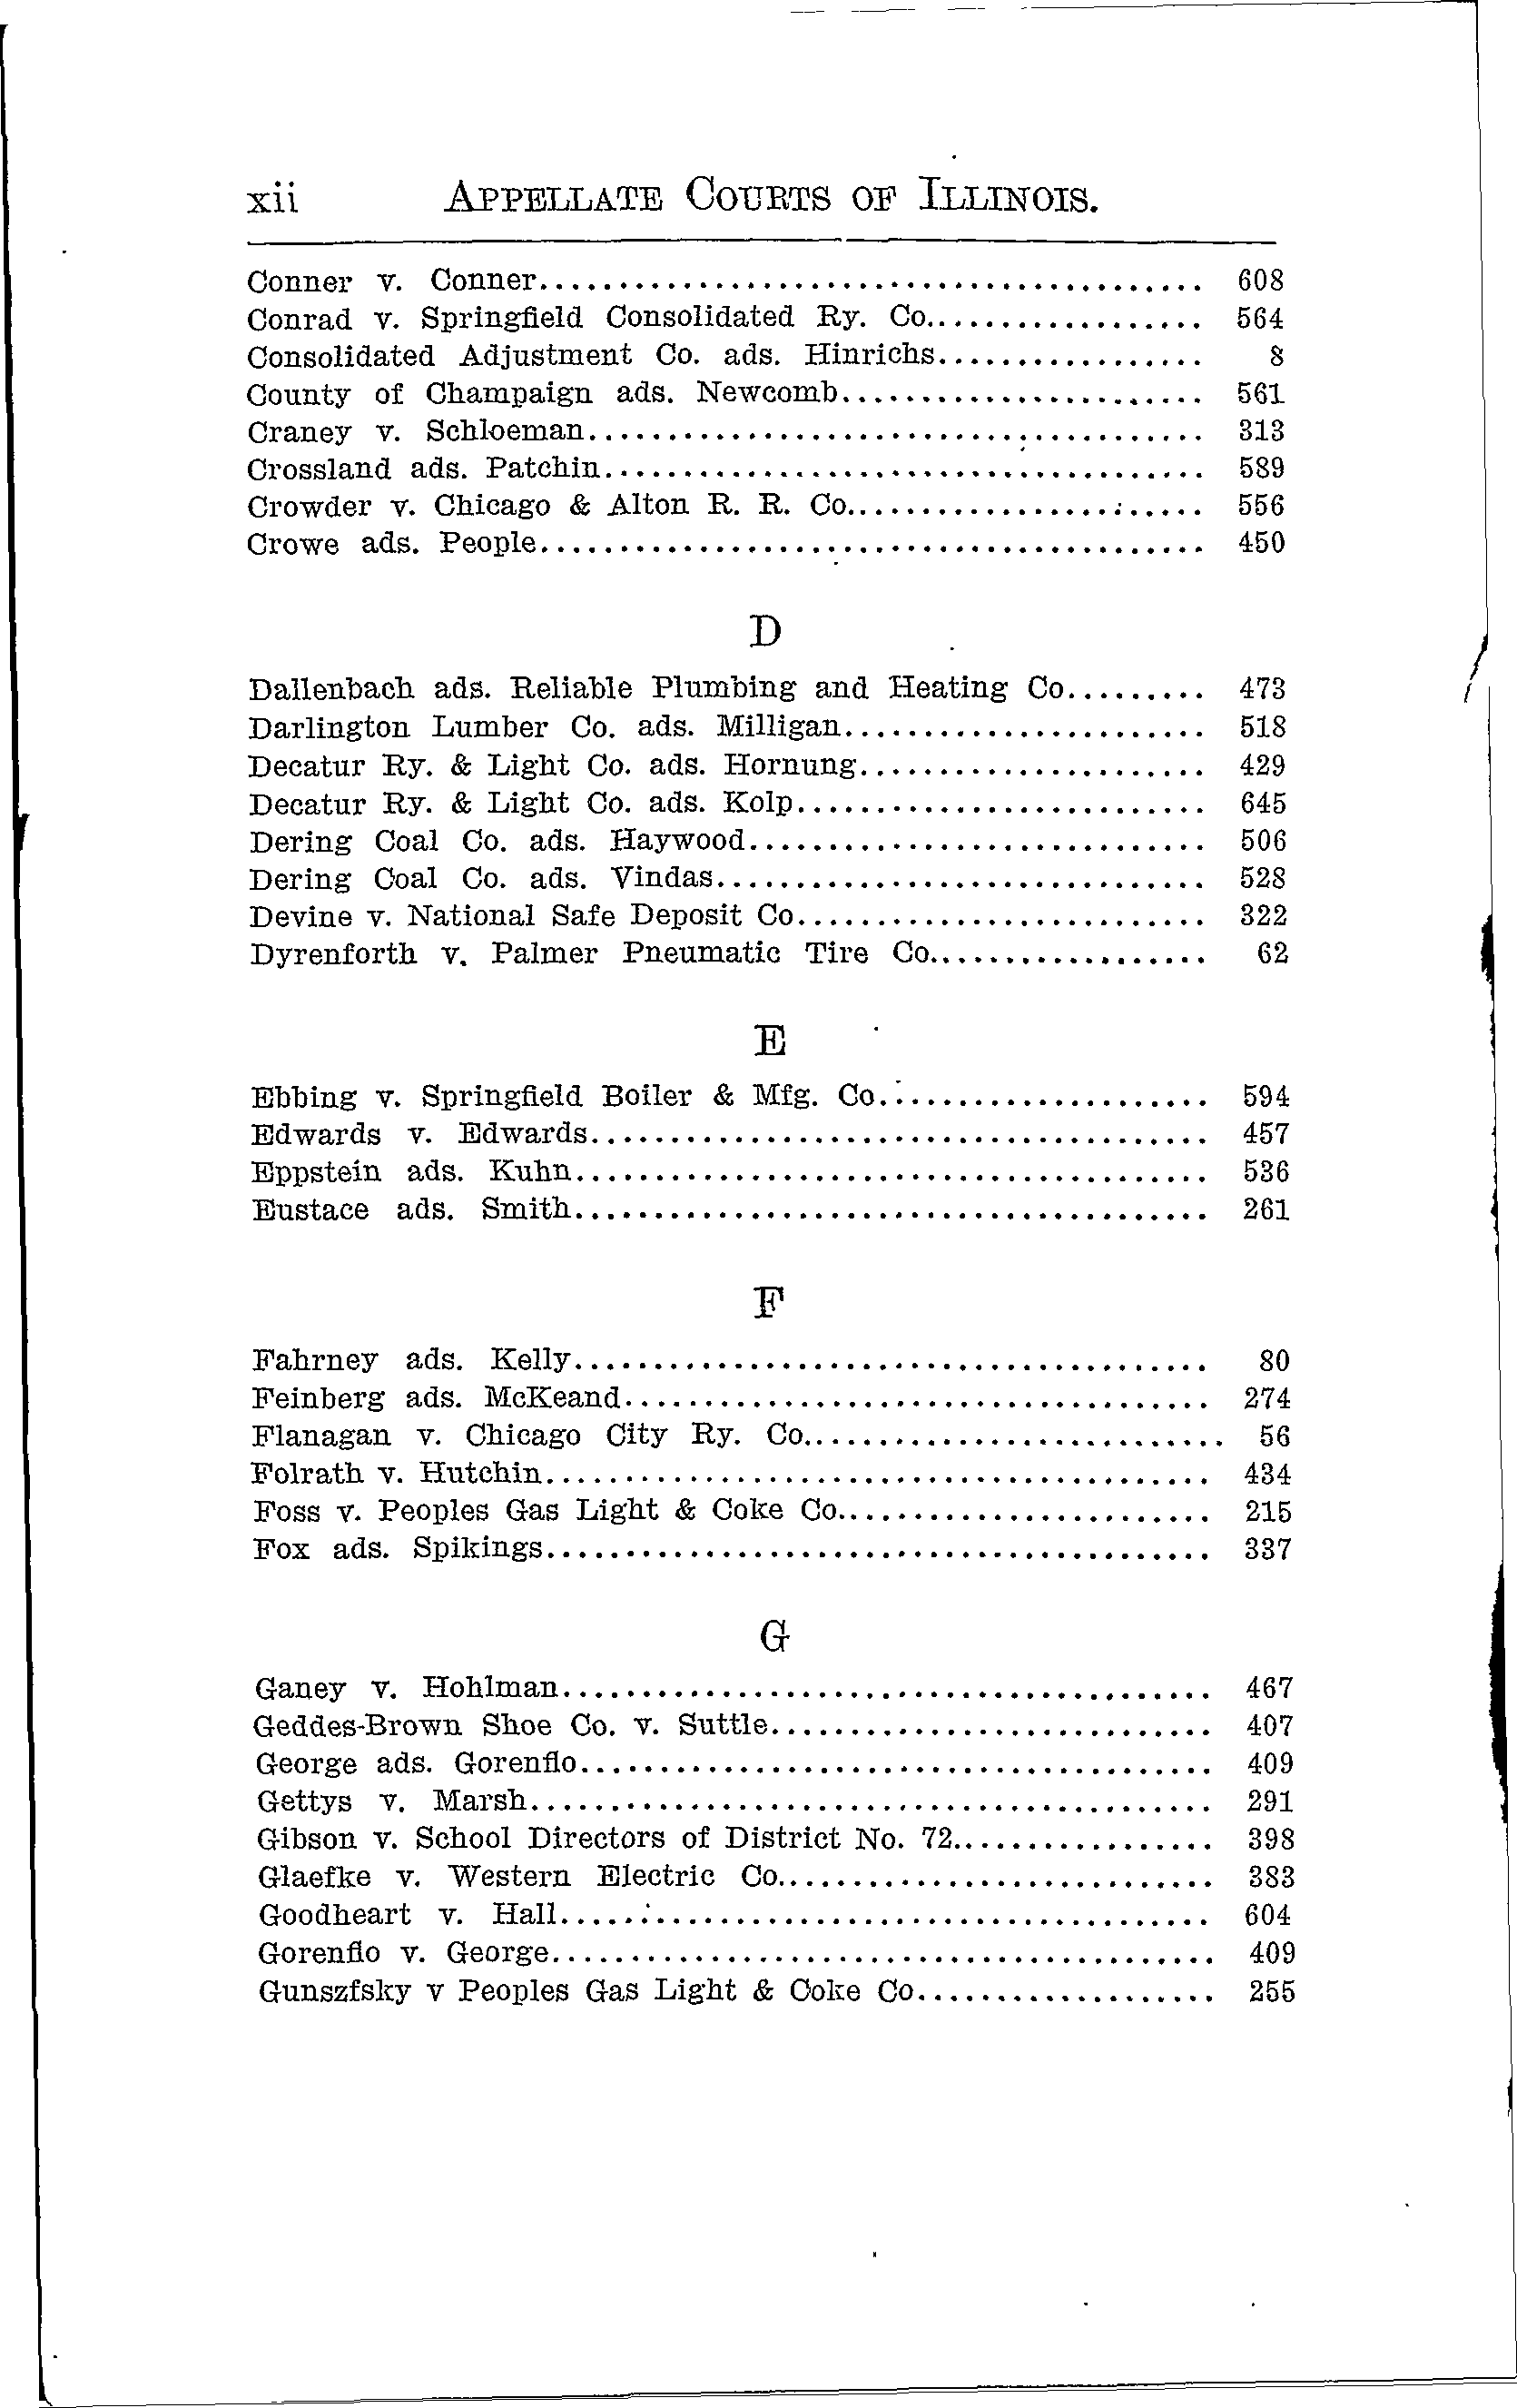 xii APPELLATE COURTS OF ILLINOIS.
Conner v. Conner.......................................... 608
Conrad v. Springfield Consolidated Ry. Co.................. 564
Consolidated Adjustment Co. ads. Hinrichs................. 8
County of Champaign ads. Newcomb....................... 561
Craney v. Schloeman....................................... 313
Crossland ads. Patchin...................................... 589
Crowder v. Chicago & Alton R. R. Co....................... 556
Crowe ads. People.......................................... 450
D
Dallenbach ads. Reliable Plumbing and Heating Co......... 473
Darlington Lumber Co. ads. Milligan....................... 518
Decatur Ry. & Light Co. ads. Hornung...................... 429
Decatur Ry. & Light Co. ads. Kolp.......................... 645
Dering Coal Co. ads. Haywood............................. 506
Dering Coal Co. ads. Vindas............................... 528
Devine v. National Safe Deposit Co.......................... 322
Dyrenforth v. Palmer Pneumatic Tire Co.................. 62
E
Ebbing v. Springfield Boiler & Mfg. Co..................... 594
Edwards v. Edwards....................................... 457
Eppstein ads. Kuhn........................................ 536
Eustace ads. Smith........................................ 261
F
Fahrney ads. Kelly........................................ 80
Feinberg ads. McKeand..................................... 274
Flanagan v. Chicago City Ry. Co........................... 56
Folrath v. Hutchin.......................................... 434
Foss v. Peoples Gas Light & Coke Co........................ 215
Fox ads. Spikings.......................................... 337
G
Ganey v. Hohlman......................................... 467
Geddes-Brown Shoe Co. v. Suttle............................ 407
George ads. Gorenflo........................................ 409
Gettys v. Marsh........................................... 291
Gibson v. School Directors of District No. 72................. 398
Glaefke v. Western Electric Co............................ 383
Goodheart v. Hall......................................... 604
Gorenflo v. George.......................................... 409
Gunszfsky v Peoples Gas Light & Coke Co................... 255